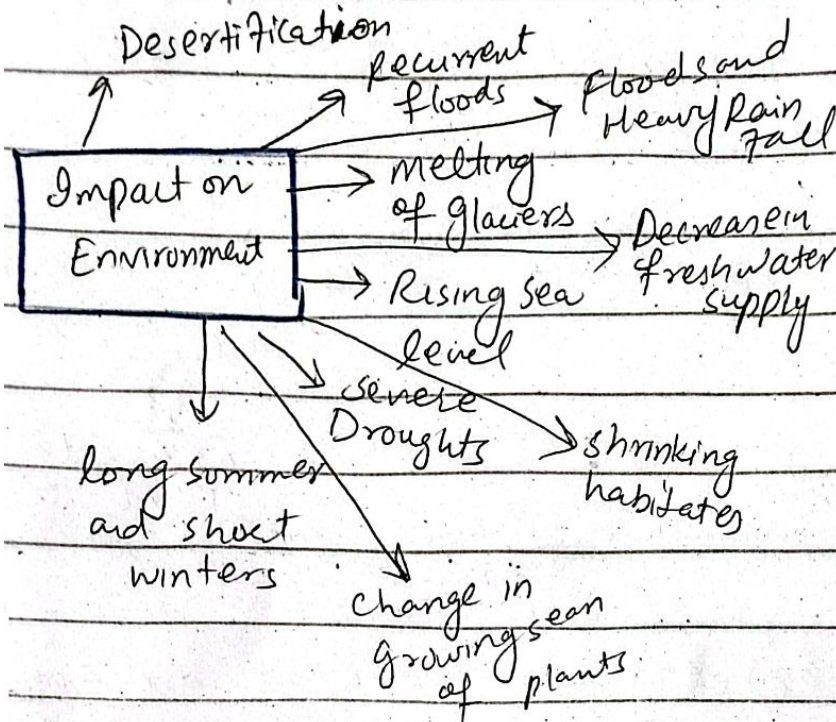 Desertification
Recurrent
floods
Floods and
Heavy Rain
fall
Impact on
Environment
melting
of glaciers
Decrease in
freshwater
supply
Rising sea
level
severe
Droughts
shrinking
habitates
long summer
and short
winters
change in
growing sean
of plants